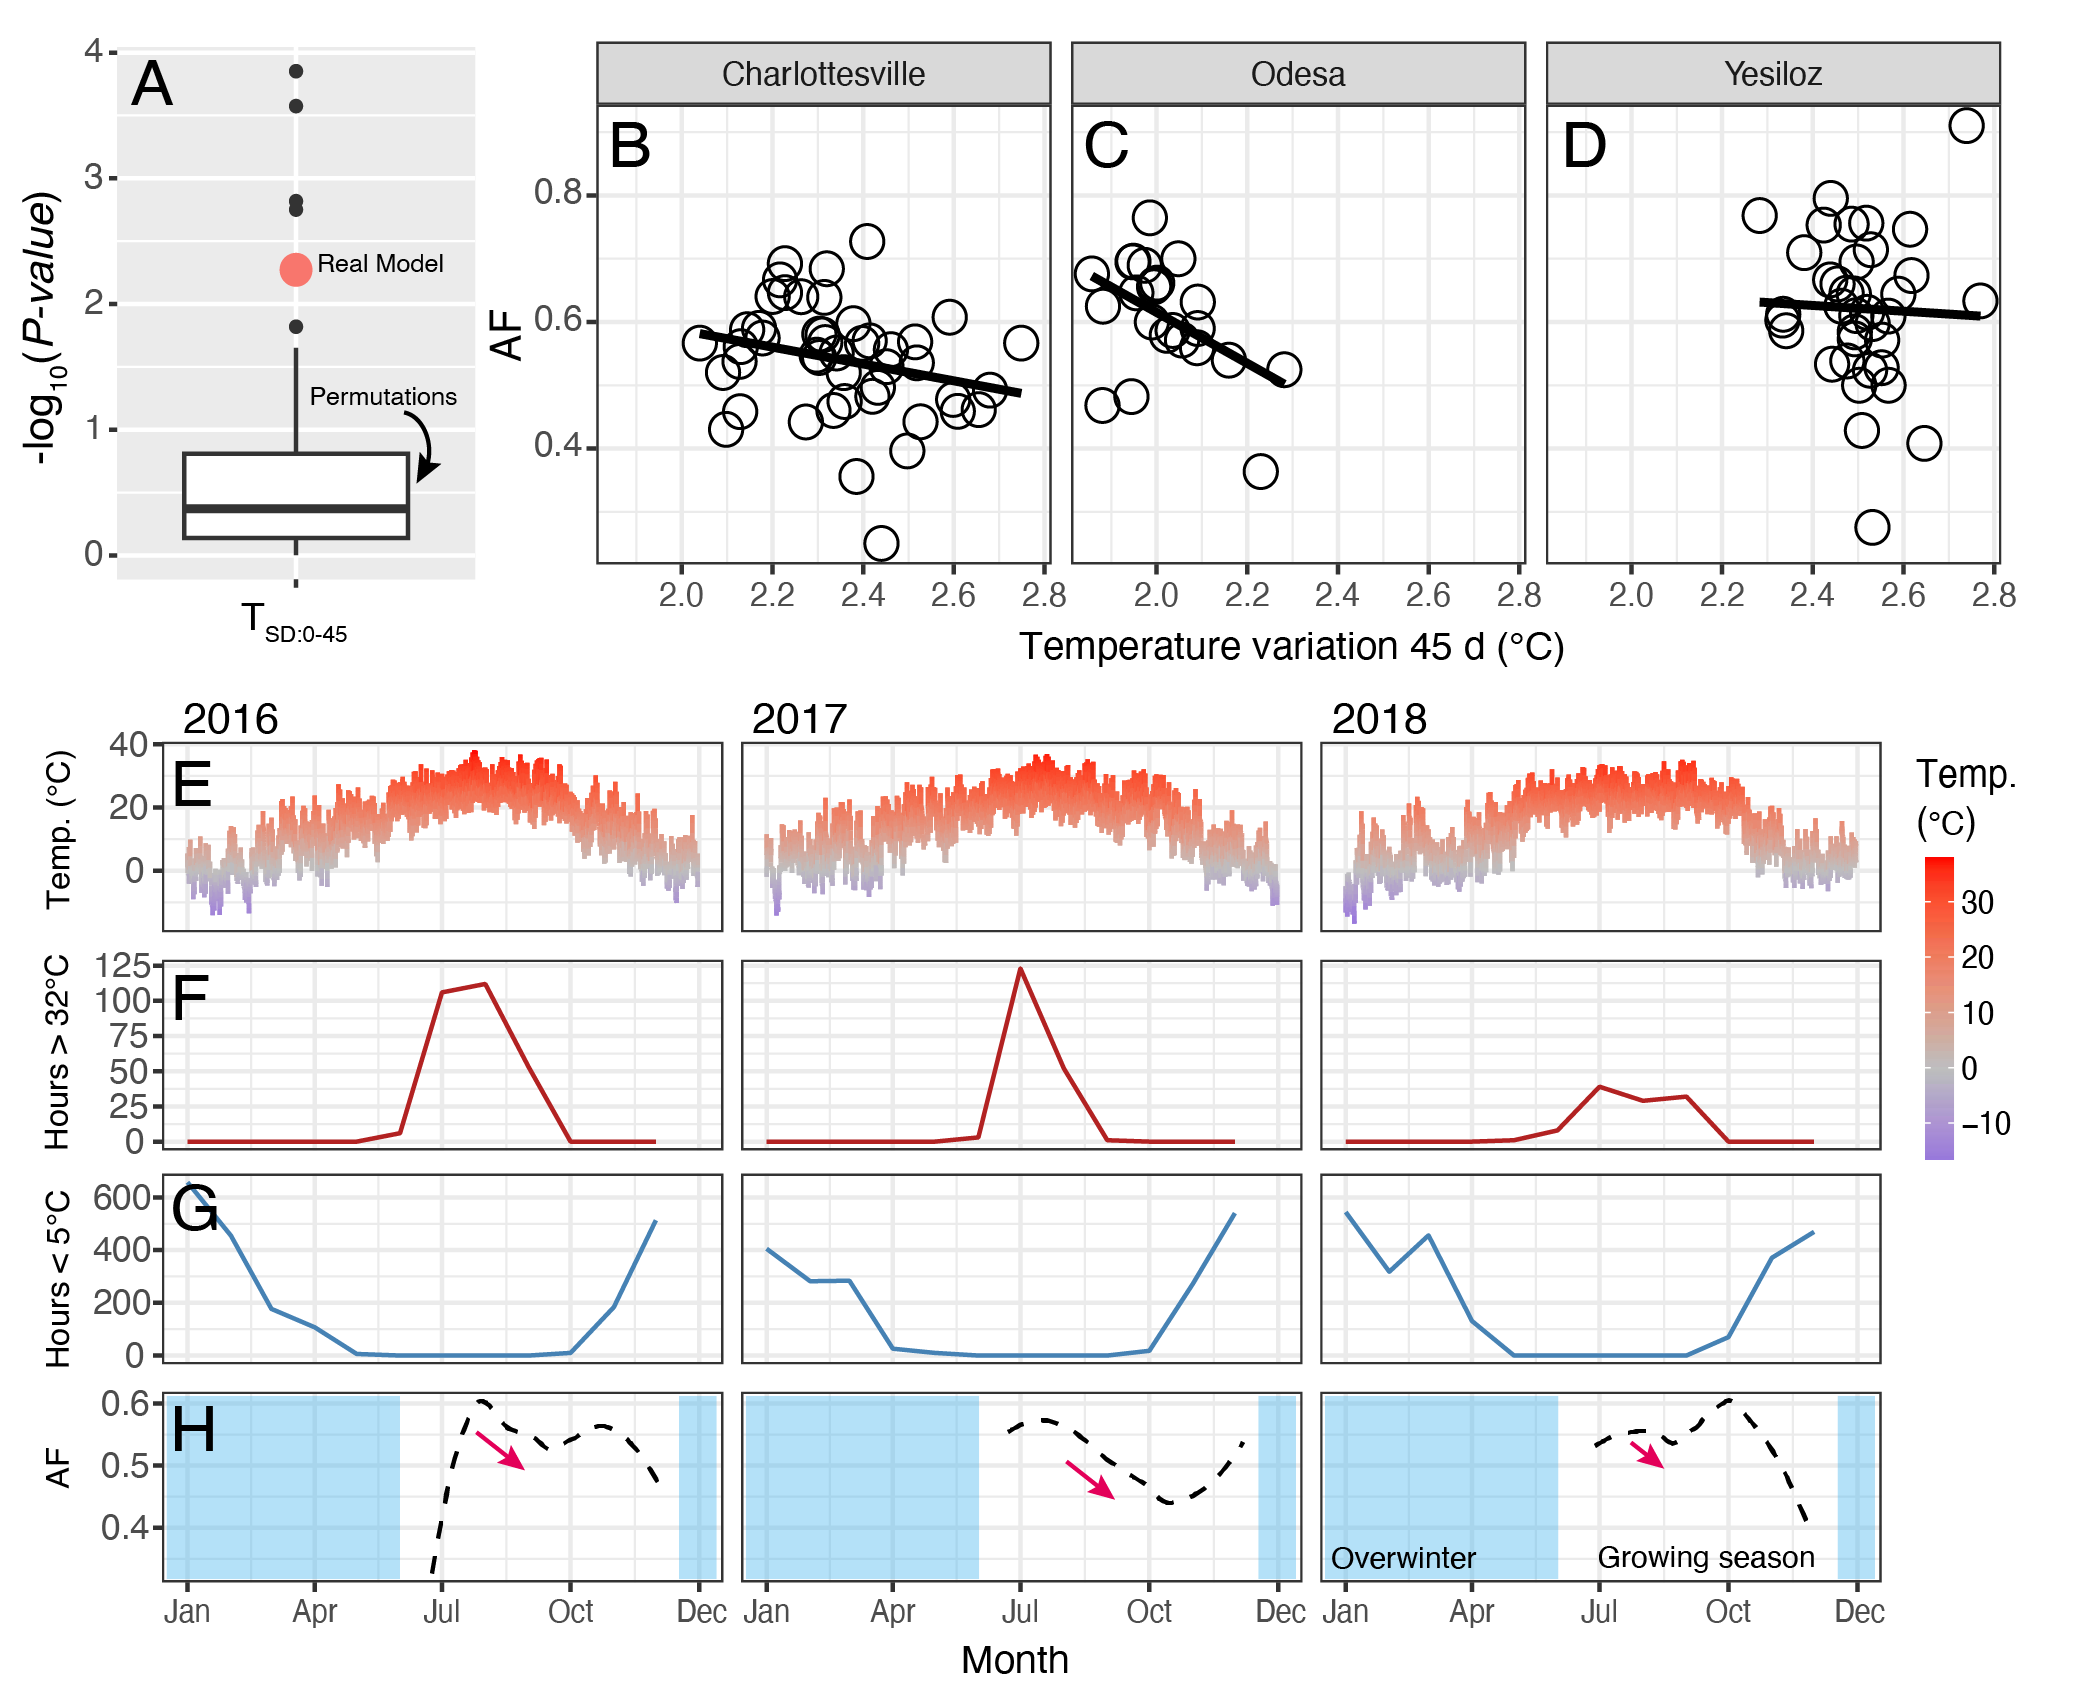 A
4
3
2
1
0
-log10(P-value)
Real Model
Permutations
TSD:0-45
Charlottesville
Odesa
Yesiloz
B
C
D
AF
0.8
0.6
0.4
2.0 2.2 2.4 2.6 2.8
2.0 2.2 2.4 2.6 2.8
2.0 2.2 2.4 2.6 2.8
Temperature variation 45 d (°C)
2016
2017
2018
E
Temp. (°C)
40
20
0
Temp.
(°C)
30
20
10
0
−10
F
Hours > 32°C
125
100
75
50
25
0
G
Hours < 5°C
600
400
200
0
H
AF
0.6
0.5
0.4
Overwinter
Growing season
Jan Apr Jul Oct Dec
Jan Apr Jul Oct Dec
Jan Apr Jul Oct Dec
Month